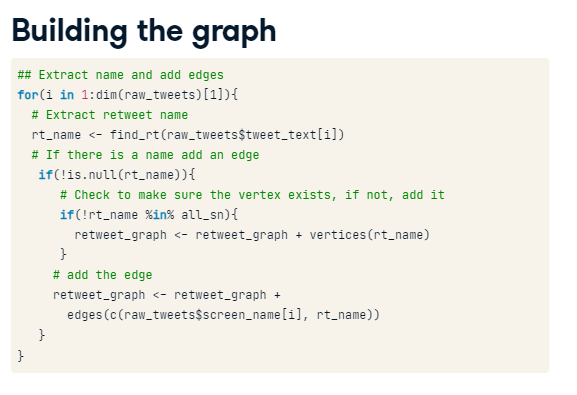 Building the graph
## Extract name and add edges
for(i in 1:dim(raw_tweets)[1]){
  # Extract retweet name
  rt_name <- find_rt(raw_tweets$tweet_text[i])
  # If there is a name add an edge
   if(!is.null(rt_name)){
      # Check to make sure the vertex exists, if not, add it
      if(!rt_name %in% all_sn){
        retweet_graph <- retweet_graph + vertices(rt_name)
      }
     # add the edge
     retweet_graph <- retweet_graph +
       edges(c(raw_tweets$screen_name[i], rt_name))
   }
}